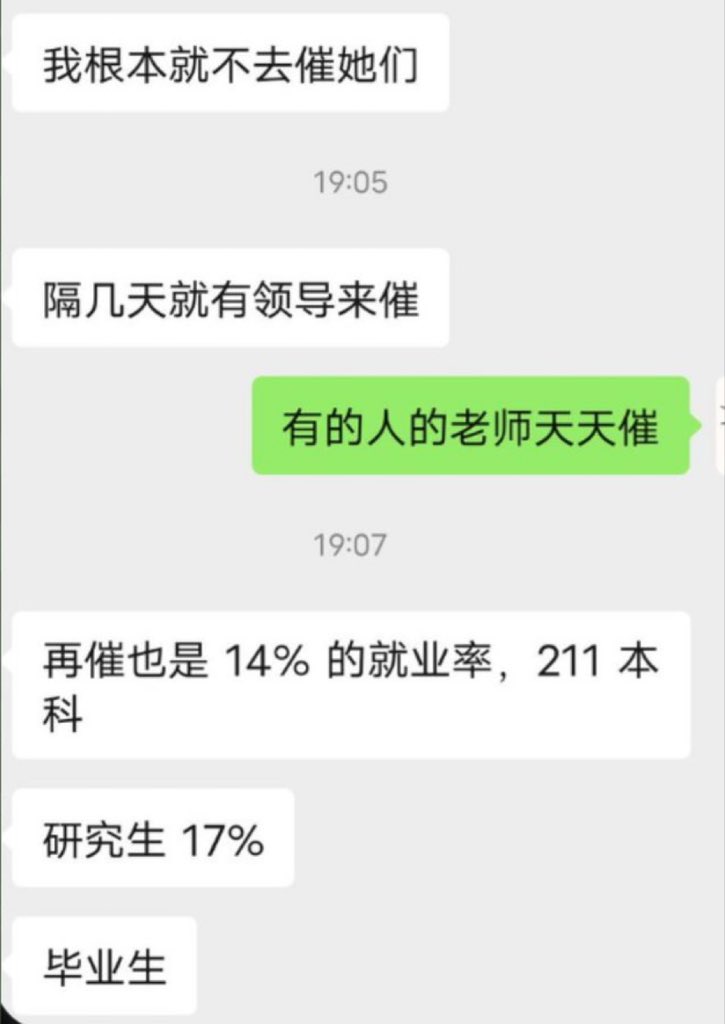 我根本就不去催她们
19:05
隔几天就有领导来催
有的人的老师天天催
19:07
再催也是 14% 的就业率，211 本
科
研究生 17%
毕业生